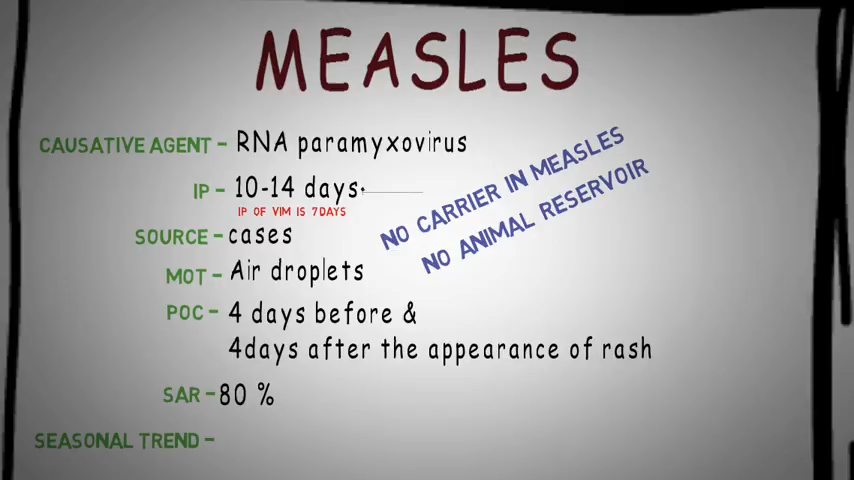 MEASLES
CAUSATIVE AGENT - RNA paramyxovirus
IP - 10-14 days
IP OF VIM IS 7DAYS
SOURCE - cases
MOT - Air droplets
POC - 4 days before &
4days after the appearance of rash
SAR - 80 %
SEASONAL TREND -
NO CARRIER IN MEASLES
NO ANIMAL RESERVOIR